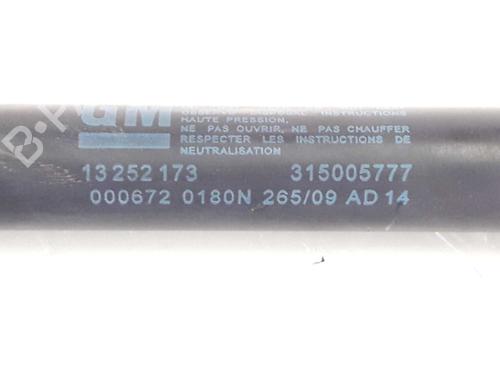 GM
INSTRUCTIONS
HAUTE PRESSION.
NE PAS OUVRIR, NE PAS CHAUFFER
RESPECTER LES INSTRUCTIONS DE
NEUTRALISATION
13 252 173 315005777
000672 0180N 265/09 AD 14